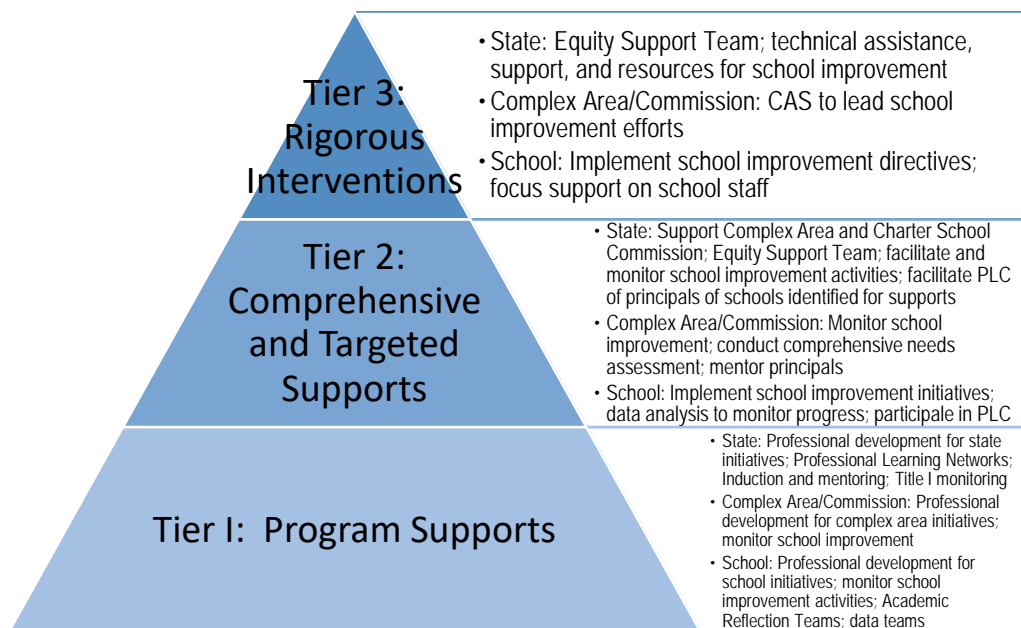 Tier 3:
Rigorous
Interventions
• State: Equity Support Team; technical assistance,
support, and resources for school improvement
• Complex Area/Commission: CAS to lead school
improvement efforts
• School: Implement school improvement directives;
focus support on school staff
Tier 2:
Comprehensive
and Targeted
Supports
• State: Support Complex Area and Charter School
Commission; Equity Support Team; facilitate and
monitor school improvement activities; facilitate PLC
of principals of schools identified for supports
• Complex Area/Commission: Monitor school
improvement; conduct comprehensive needs
assessment; mentor principals
• School: Implement school improvement initiatives;
data analysis to monitor progress; participale in PLC
Tier I: Program Supports
• State: Professional development for state
initiatives; Professional Learning Networks;
Induction and mentoring; Title I monitoring
• Complex Area/Commission: Professional
development for complex area initiatives;
monitor school improvement
• School: Professional development for
school initiatives; monitor school
improvement activities; Academic
Reflection Teams; data teams